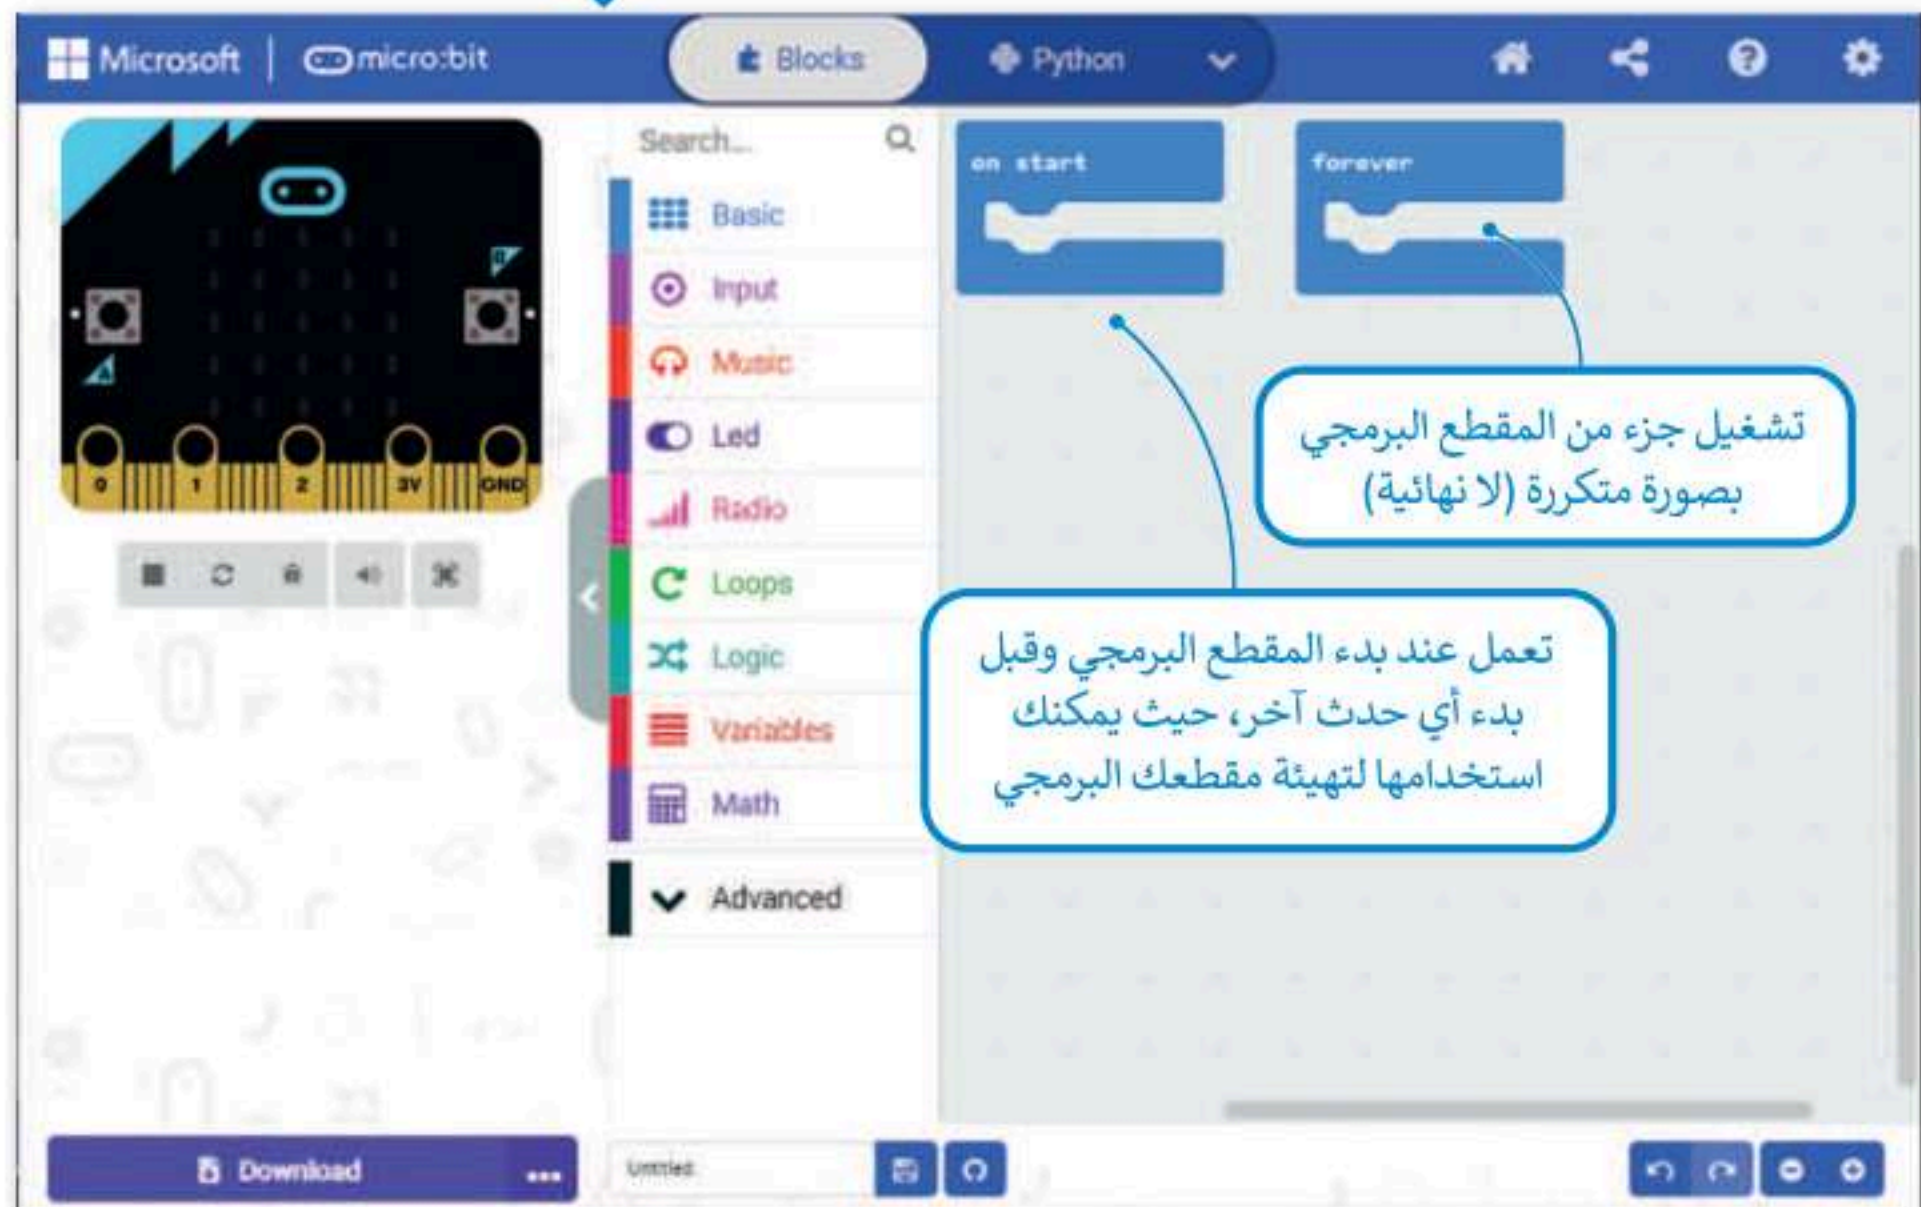 Microsoft | micro:bit
Blocks
Python
Search...
Basic
Input
Music
Led
Radio
Loops
Logic
Variables
Math
Advanced
on start
forever
تشغيل جزء من المقطع البرمجي
بصورة متكررة (لا نهائية)
تعمل عند بدء المقطع البرمجي وقبل
بدء أي حدث آخر، حيث يمكنك
استخدامها لتهيئة مقطعك البرمجي
B
A
0 1 2 3V GND
Download ...
Untitled